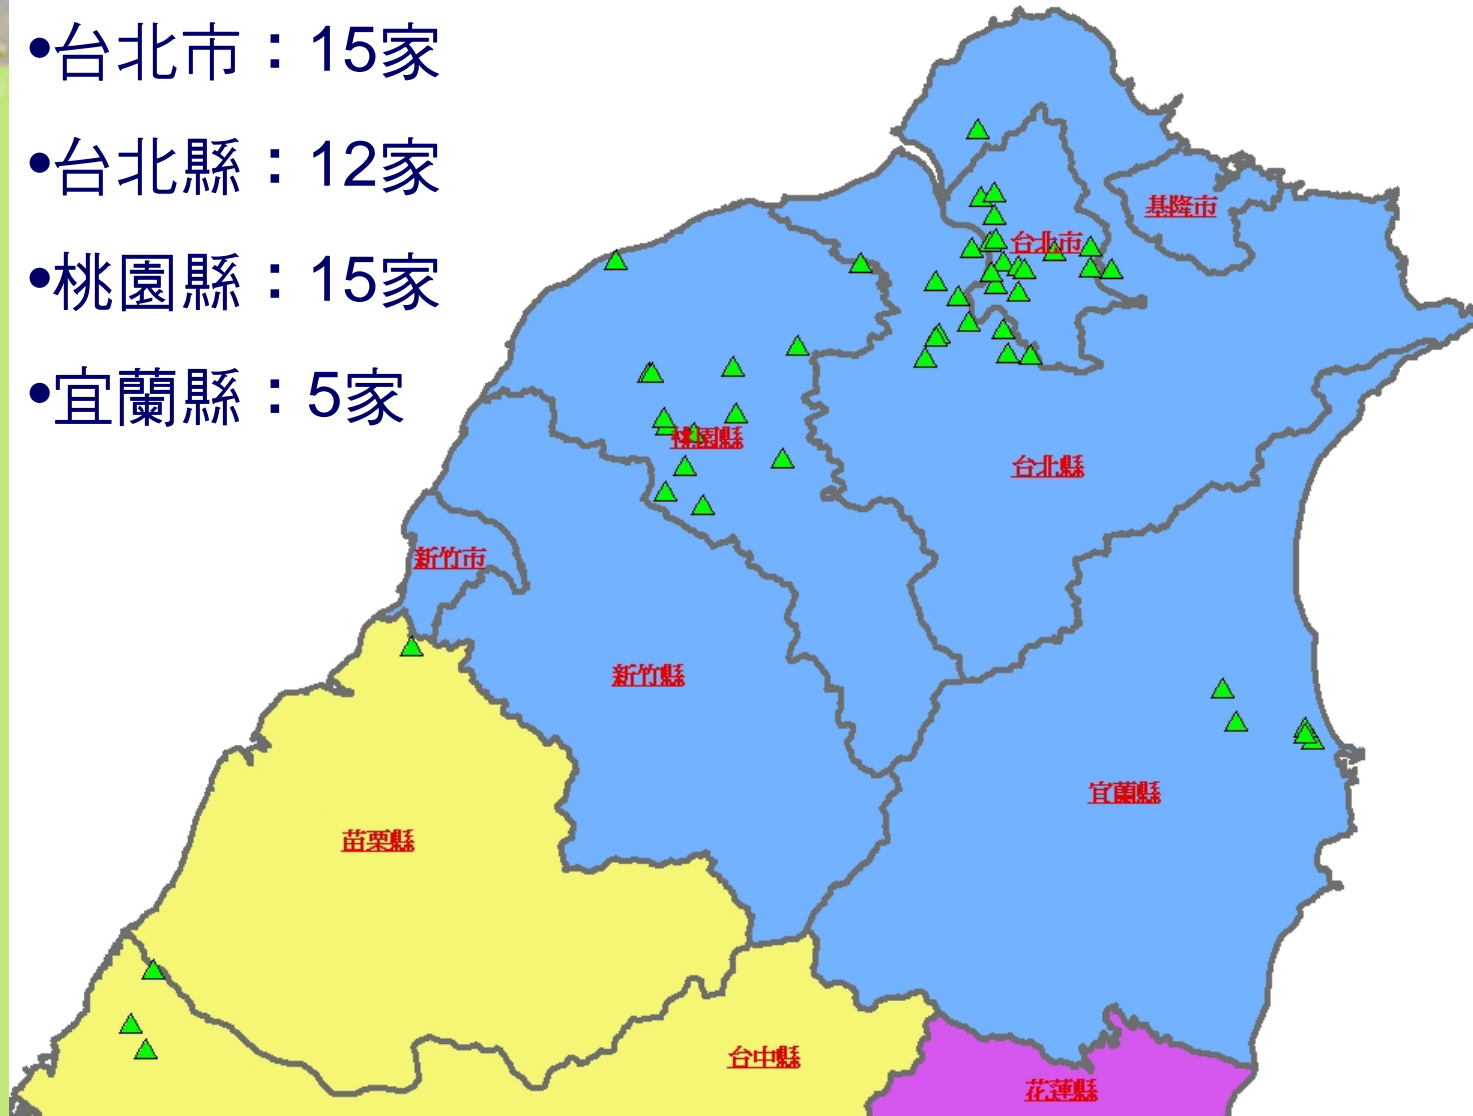 •台北市：15家
•台北縣：12家
•桃園縣：15家
•宜蘭縣：5家
基隆市
台北市
桃園縣
台北縣
新竹市
新竹縣
宜蘭縣
苗栗縣
台中縣
花蓮縣